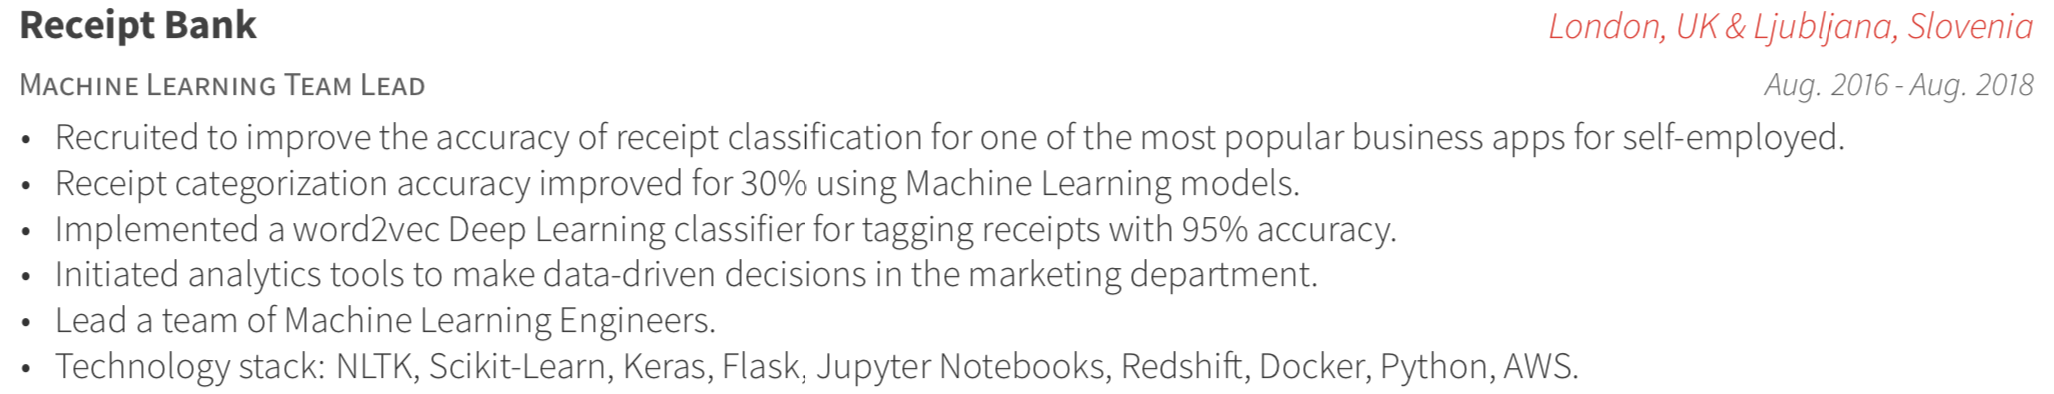 Receipt Bank London, UK & Ljubljana, Slovenia
MACHINE LEARNING TEAM LEAD Aug. 2016 - Aug. 2018
• Recruited to improve the accuracy of receipt classification for one of the most popular business apps for self-employed.
• Receipt categorization accuracy improved for 30% using Machine Learning models.
• Implemented a word2vec Deep Learning classifier for tagging receipts with 95% accuracy.
• Initiated analytics tools to make data-driven decisions in the marketing department.
• Lead a team of Machine Learning Engineers.
• Technology stack: NLTK, Scikit-Learn, Keras, Flask, Jupyter Notebooks, Redshift, Docker, Python, AWS.